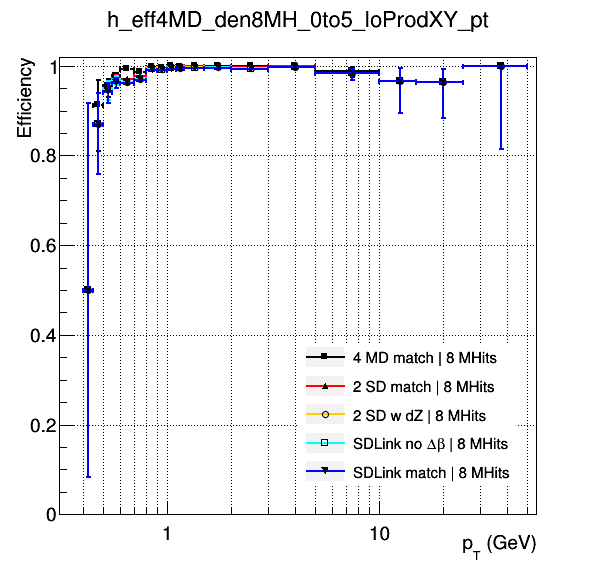 h_eff4MD_den8MH_0to5_loProdXY_pt
Efficiency
1
0.8
0.6
0.4
0.2
0
4 MD match | 8 MHits
2 SD match | 8 MHits
2 SD w dZ | 8 MHits
SDLink no Δβ | 8 MHits
SDLink match | 8 MHits
1
10
p_T (GeV)